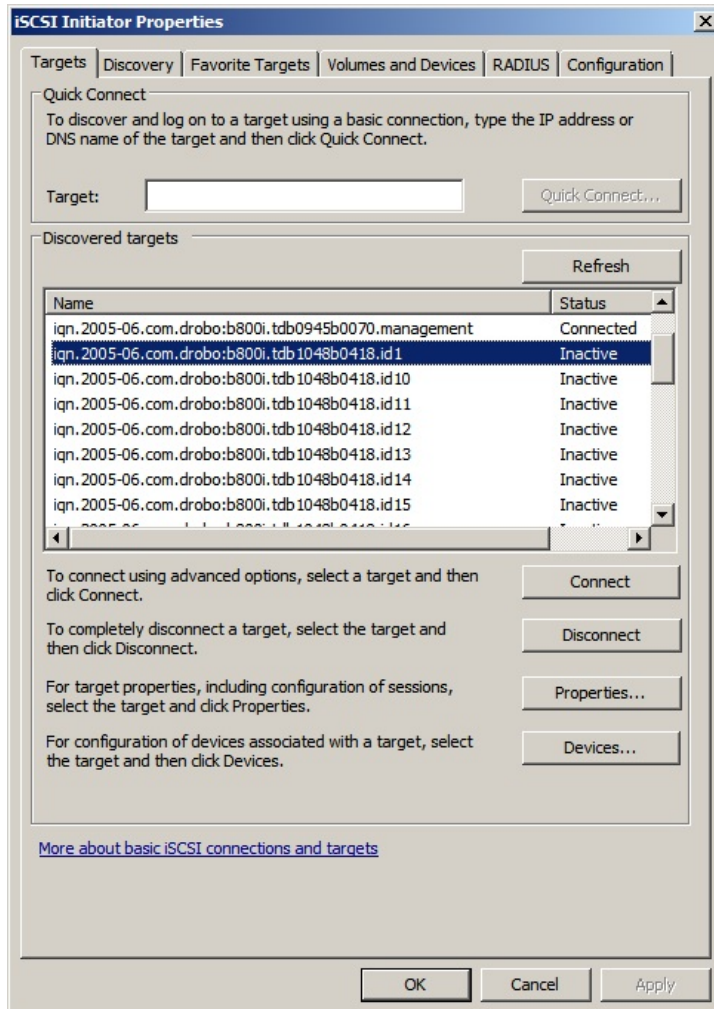 iSCSI Initiator Properties
Targets Discovery Favorite Targets Volumes and Devices RADIUS Configuration
Quick Connect
To discover and log on to a target using a basic connection, type the IP address or
DNS name of the target and then click Quick Connect.
Target:
Quick Connect...
Discovered targets
Refresh
Name Status
iqn.2005-06.com.drobo:b800i.tdb0945b0070.management Connected
iqn.2005-06.com.drobo:b800i.tdb1048b0418.id1 Inactive
iqn.2005-06.com.drobo:b800i.tdb1048b0418.id10 Inactive
iqn.2005-06.com.drobo:b800i.tdb1048b0418.id11 Inactive
iqn.2005-06.com.drobo:b800i.tdb1048b0418.id12 Inactive
iqn.2005-06.com.drobo:b800i.tdb1048b0418.id13 Inactive
iqn.2005-06.com.drobo:b800i.tdb1048b0418.id14 Inactive
iqn.2005-06.com.drobo:b800i.tdb1048b0418.id15 Inactive
To connect using advanced options, select a target and then
click Connect.
Connect
To completely disconnect a target, select the target and
then click Disconnect.
Disconnect
For target properties, including configuration of sessions,
select the target and click Properties.
Properties...
For configuration of devices associated with a target, select
the target and then click Devices.
Devices...
More about basic iSCSI connections and targets
OK Cancel Apply